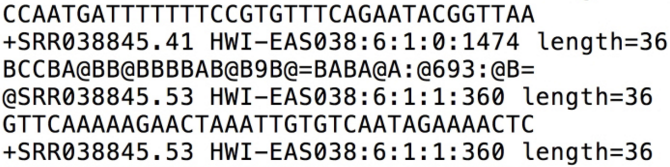 CCAATGATTTTTTTCCGTGTTTCAGAATACGGTTAA
+SRR038845.41 HWI-EAS038:6:1:0:1474 length=36
BCCBA@BB@BBBBAB@B9B@=BABA@A:@693:@B=
@SRR038845.53 HWI-EAS038:6:1:1:360 length=36
GTTCAAAAAGAACTAAATTGTGTCAATAGAAAACTC
+SRR038845.53 HWI-EAS038:6:1:1:360 length=36